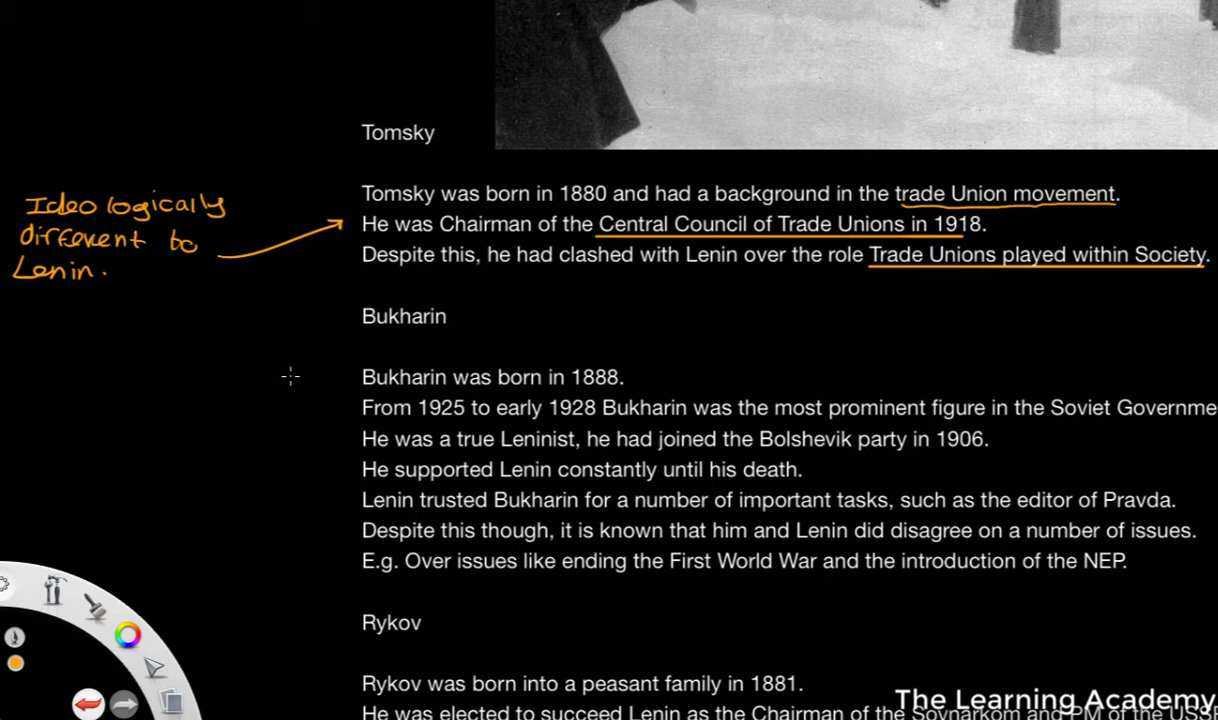 Tomsky
Tomsky was born in 1880 and had a background in the trade Union movement.
He was Chairman of the Central Council of Trade Unions in 1918.
Despite this, he had clashed with Lenin over the role Trade Unions played within Society.
Ideologically
different to
Lenin.
Bukharin
Bukharin was born in 1888.
From 1925 to early 1928 Bukharin was the most prominent figure in the Soviet Governme
He was a true Leninist, he had joined the Bolshevik party in 1906.
He supported Lenin constantly until his death.
Lenin trusted Bukharin for a number of important tasks, such as the editor of Pravda.
Despite this though, it is known that him and Lenin did disagree on a number of issues.
E.g. Over issues like ending the First World War and the introduction of the NEP.
Rykov
Rykov was born into a peasant family in 1881.
He was elected to succeed Lenin as the Chairman of the Sovnarkom and PM of the USS
The Learning Academy